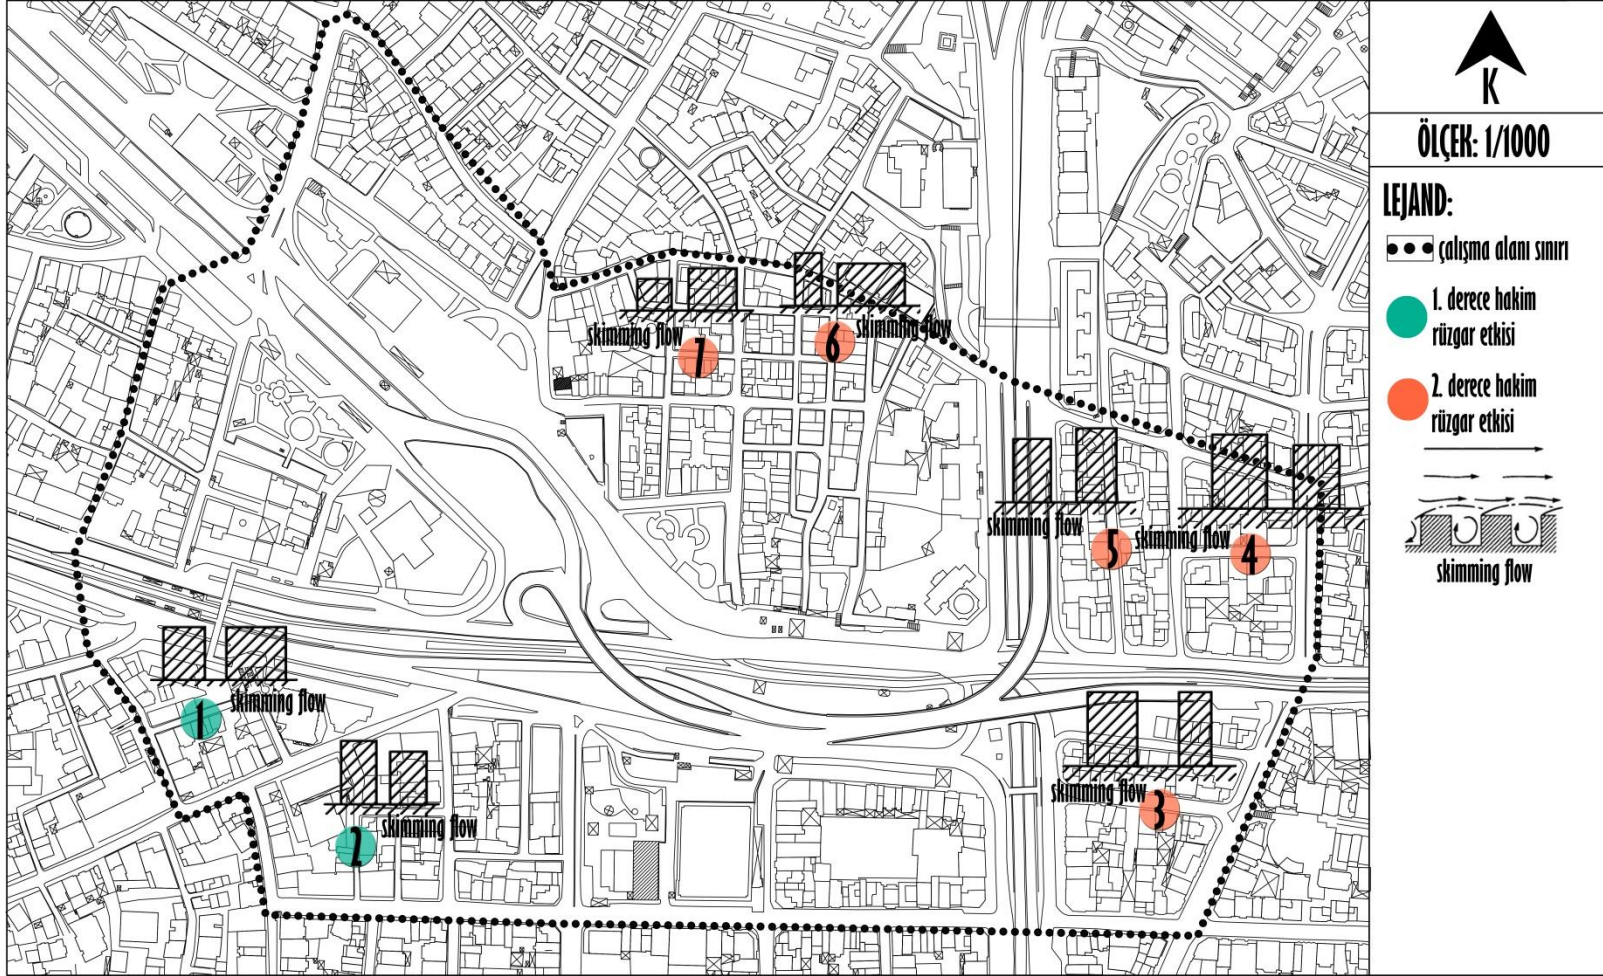 K
ÖLÇEK: 1/1000
LEJAND:
çalışma alanı sınırı
1. derece hakim
rüzgar etkisi
2. derece hakim
rüzgar etkisi
skimming flow
skimming flow
7
6
skimming flow
skimming flow
5
skimming flow
4
skimming flow
1
skimming flow
2
skimming flow
3